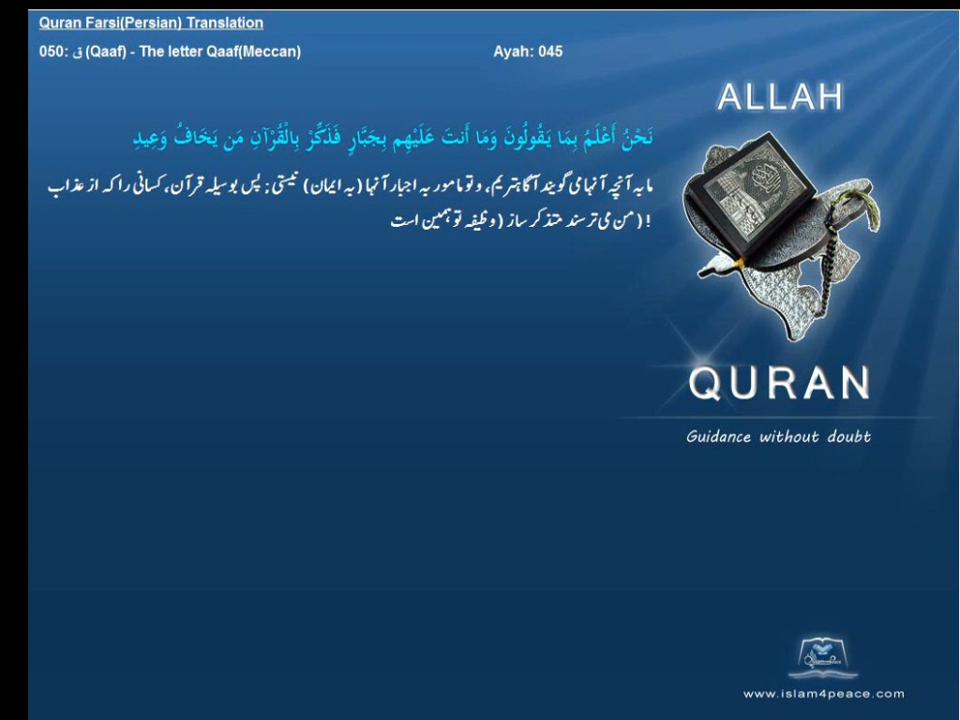 Quran Farsi(Persian) Translation
050: ق (Qaaf) - The letter Qaaf(Meccan) Ayah: 045
ALLAH
نَحْنُ أَعْلَمُ بِمَا يَقُولُونَ وَمَا أَنتَ عَلَيْهِم بِجَبَّارٍ فَذَكِّرْ بِالْقُرْآنِ مَن يَخَافُ وَعِيدِ
ما به آنچه آنها می گویند آگاهتریم، و تو مامور به اجبار آنها (به ایمان) نیستی؛ پس بوسیله قرآن، کسانی را که از عذاب
! (من می ترسند متذکر ساز (وظیفه تو همین است
QURAN
Guidance without doubt
www.islam4peace.com